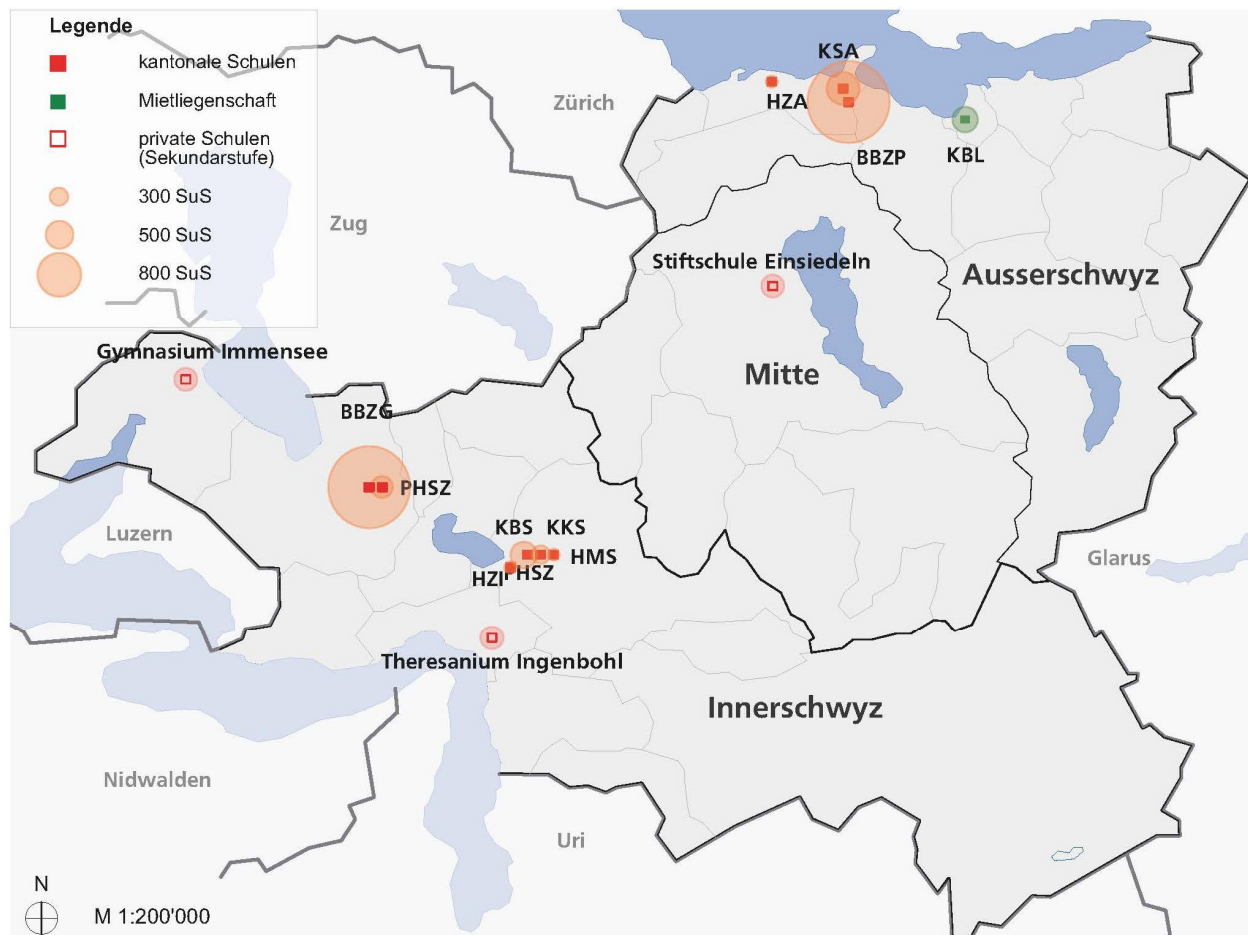 Legende
kantonale Schulen
Mietliegenschaft
private Schulen
(Sekundarstufe)
300 SuS
500 SuS
800 SuS
Zürich
KSA
HZA
BBZP
KBL
Zug
Stiftschule Einsiedeln
Ausserschwyz
Gymnasium Immensee
Mitte
BBZG
PHSZ
Luzern
KBS
KKS
HMS
HZI
PHSZ
Glarus
Theresanium Ingenbohl
Innerschwyz
Nidwalden
Uri
N
M 1:200'000